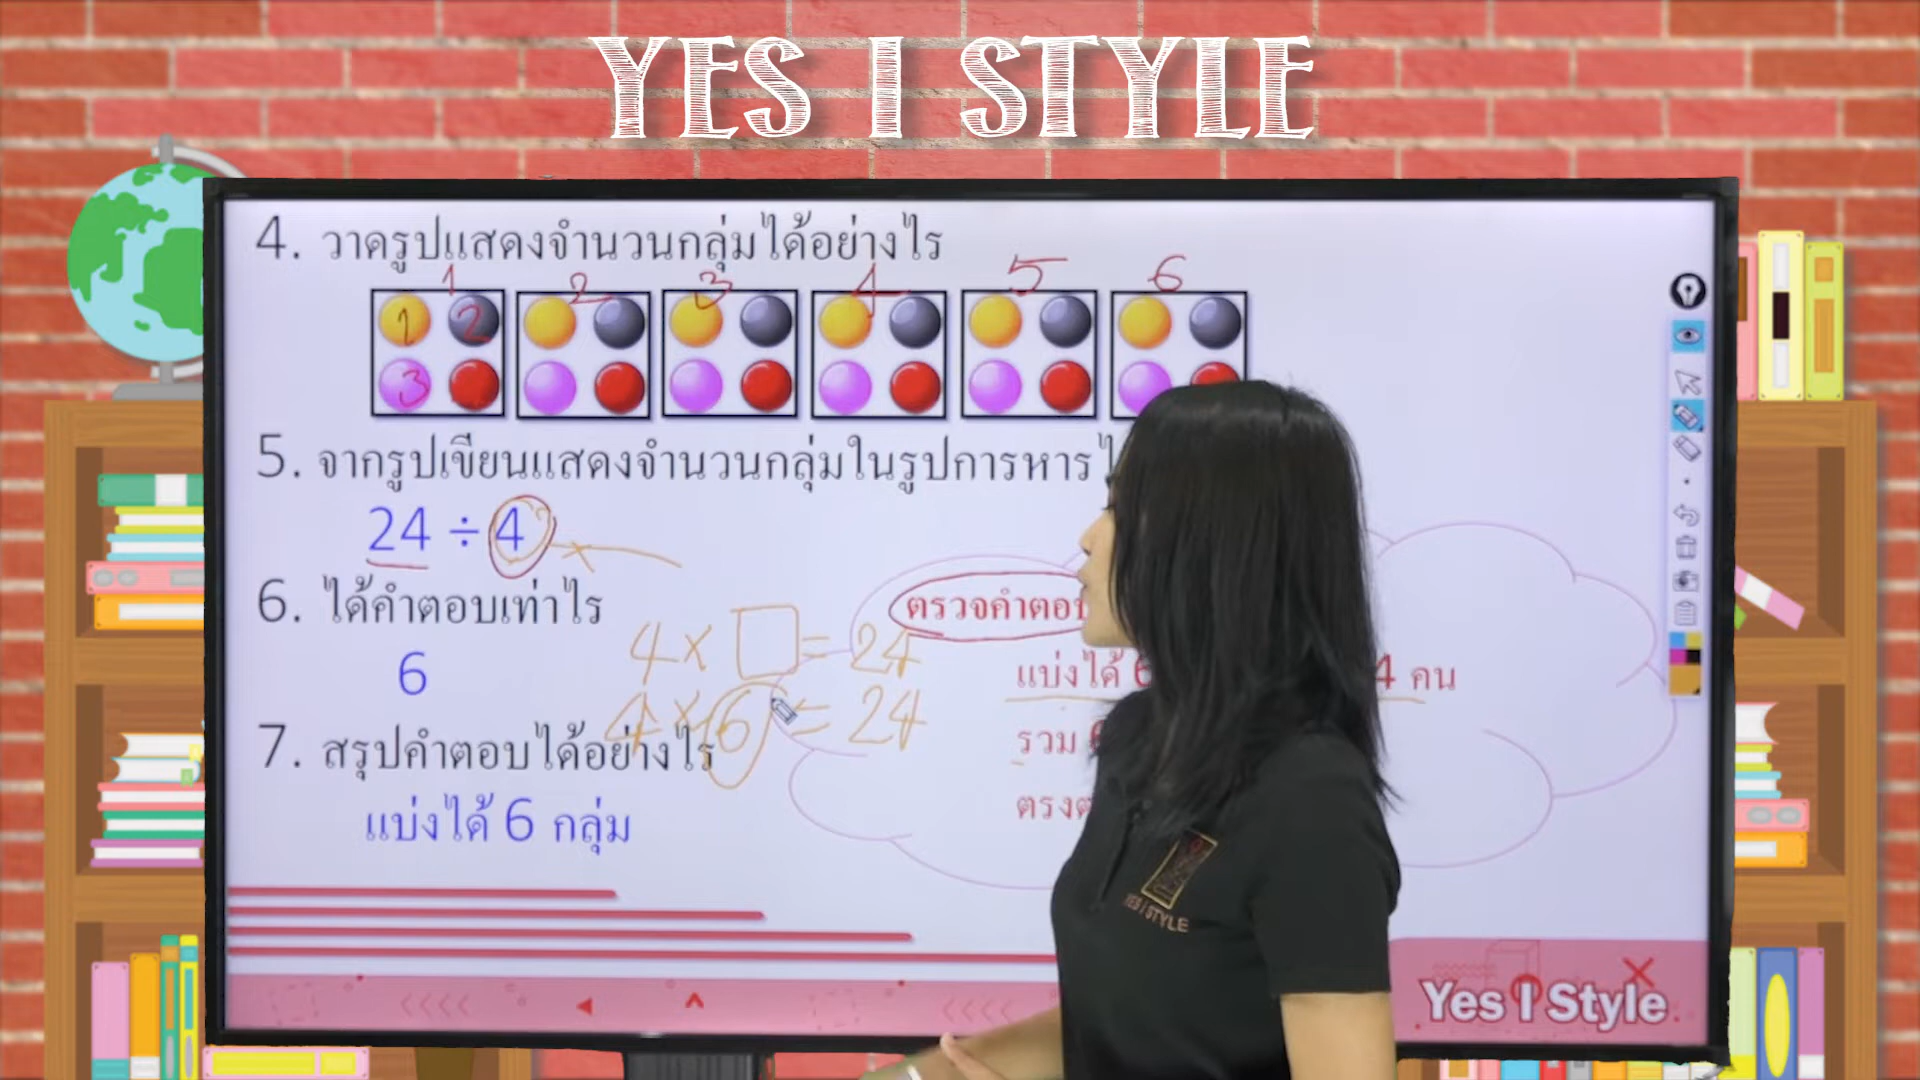 YES I STYLE
4. วาดรูปแสดงจำนวนกลุ่มได้อย่างไร
1 2 3 4 5 6
1 2
3
5. จากรูปเขียนแสดงจำนวนกลุ่มในรูปการหาร
24 ÷ 4
6. ได้คำตอบเท่าไร
6
4 × □ = 24
4 × 6 = 24
7. สรุปคำตอบได้อย่างไร
แบ่งได้ 6 กลุ่ม
ตรวจคำตอบ
แบ่งได้ 6 4 คน
รวม
YES I STYLE
Yes I Style